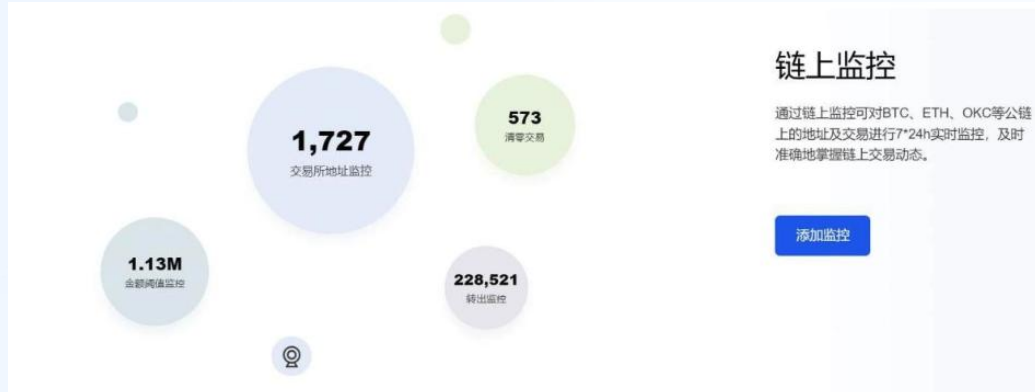 1,727
交易所地址监控
573
清零交易
1.13M
金额阈值监控
228,521
转出监控
链上监控
通过链上监控可对BTC、ETH、OKC等公链
上的地址及交易进行7*24h实时监控，及时
准确地掌握链上交易动态。
添加监控